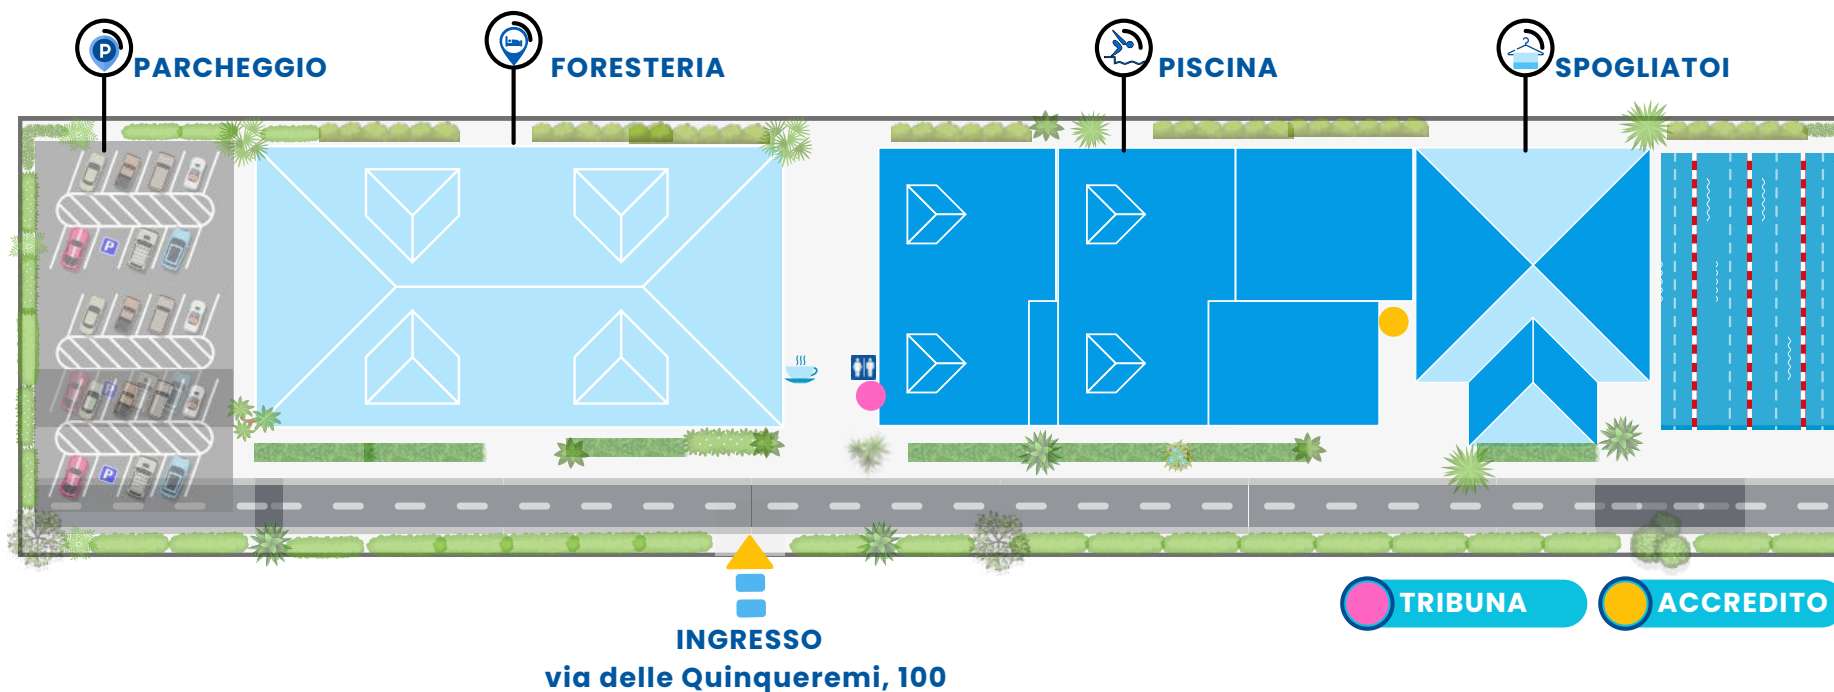 P
PARCHEGGIO
FORESTERIA
PISCINA
SPOGLIATOI
P
P
P
TRIBUNA
ACCREDITO
INGRESSO
via delle Quinqueremi, 100